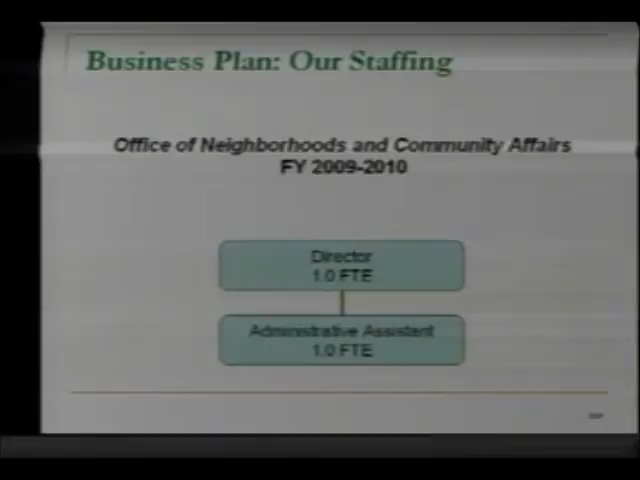 Business Plan: Our Staffing
Office of Neighborhoods and Community Affairs
FY 2009-2010
Director
1.0 FTE
Administrative Assistant
1.0 FTE